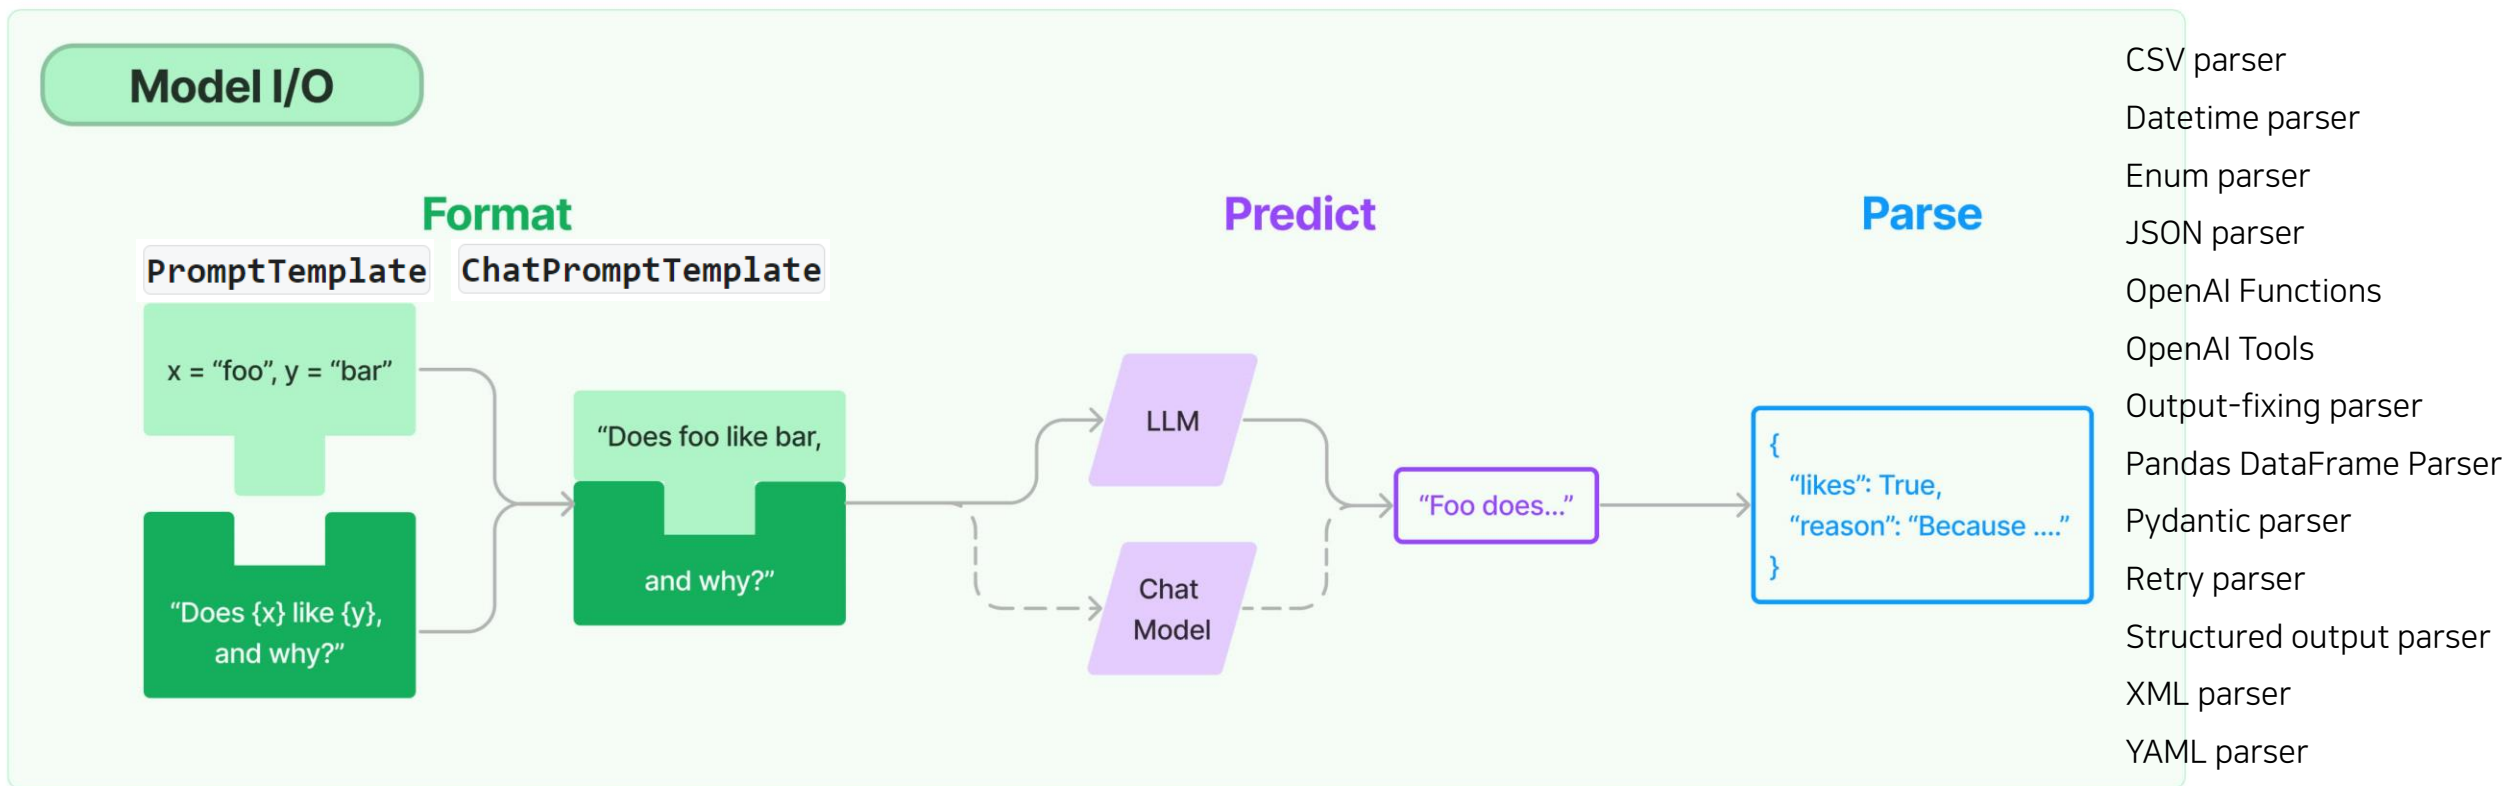 Model I/O
Format
PromptTemplate
ChatPromptTemplate
x = “foo”, y = “bar”
“Does {x} like {y},
and why?”
“Does foo like bar,
and why?”
Predict
LLM
Chat
Model
“Foo does...”
Parse
{
“likes”: True,
“reason”: “Because ....”
}
CSV parser
Datetime parser
Enum parser
JSON parser
OpenAI Functions
OpenAI Tools
Output-fixing parser
Pandas DataFrame Parser
Pydantic parser
Retry parser
Structured output parser
XML parser
YAML parser